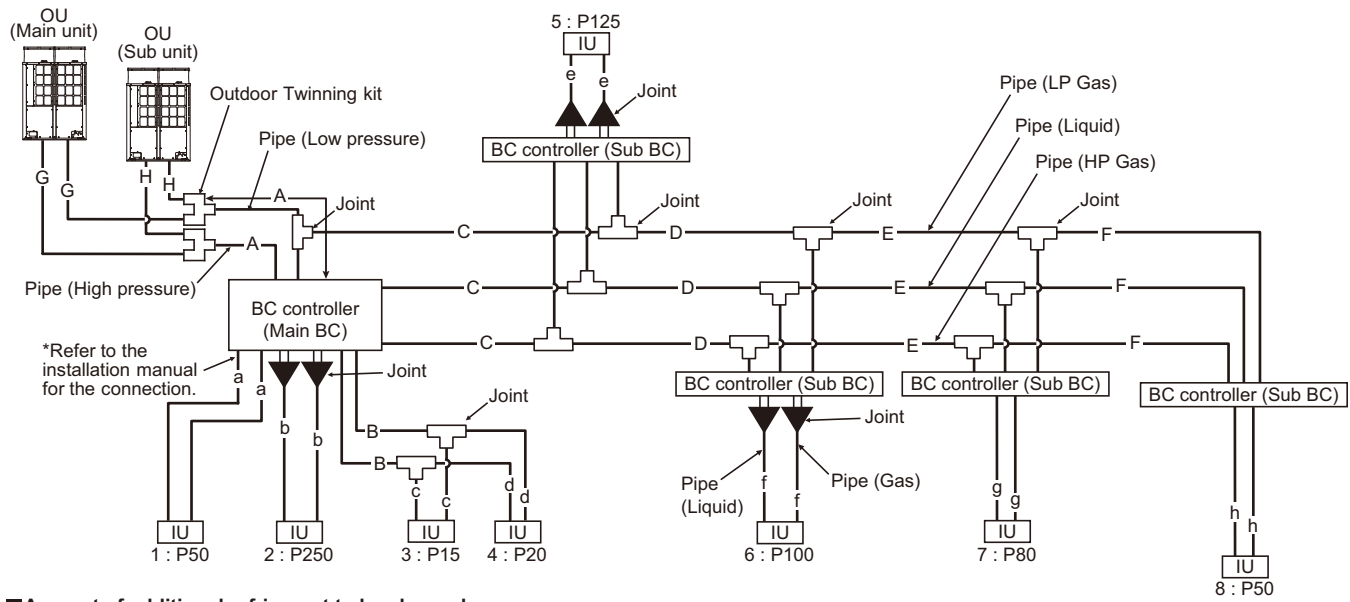 OU
(Main unit)
OU
(Sub unit)
5 : P125
IU
e
e
Joint
Outdoor Twinning kit
Pipe (LP Gas)
Pipe (Low pressure)
Pipe (Liquid)
BC controller (Sub BC)
Pipe (HP Gas)
G
G
H
H
A
Joint
Joint
Joint
Joint
C
D
E
F
A
Pipe (High pressure)
C
D
E
F
BC controller
(Main BC)
C
D
E
F
*Refer to the
installation manual
for the connection.
a
a
Joint
BC controller (Sub BC)
BC controller (Sub BC)
BC controller (Sub BC)
Joint
Joint
b
b
B
B
c
c
d
d
Pipe
(Liquid)
f
f
Pipe (Gas)
g
g
h
h
IU
1 : P50
IU
2 : P250
IU
3 : P15
IU
4 : P20
IU
6 : P100
IU
7 : P80
IU
8 : P50